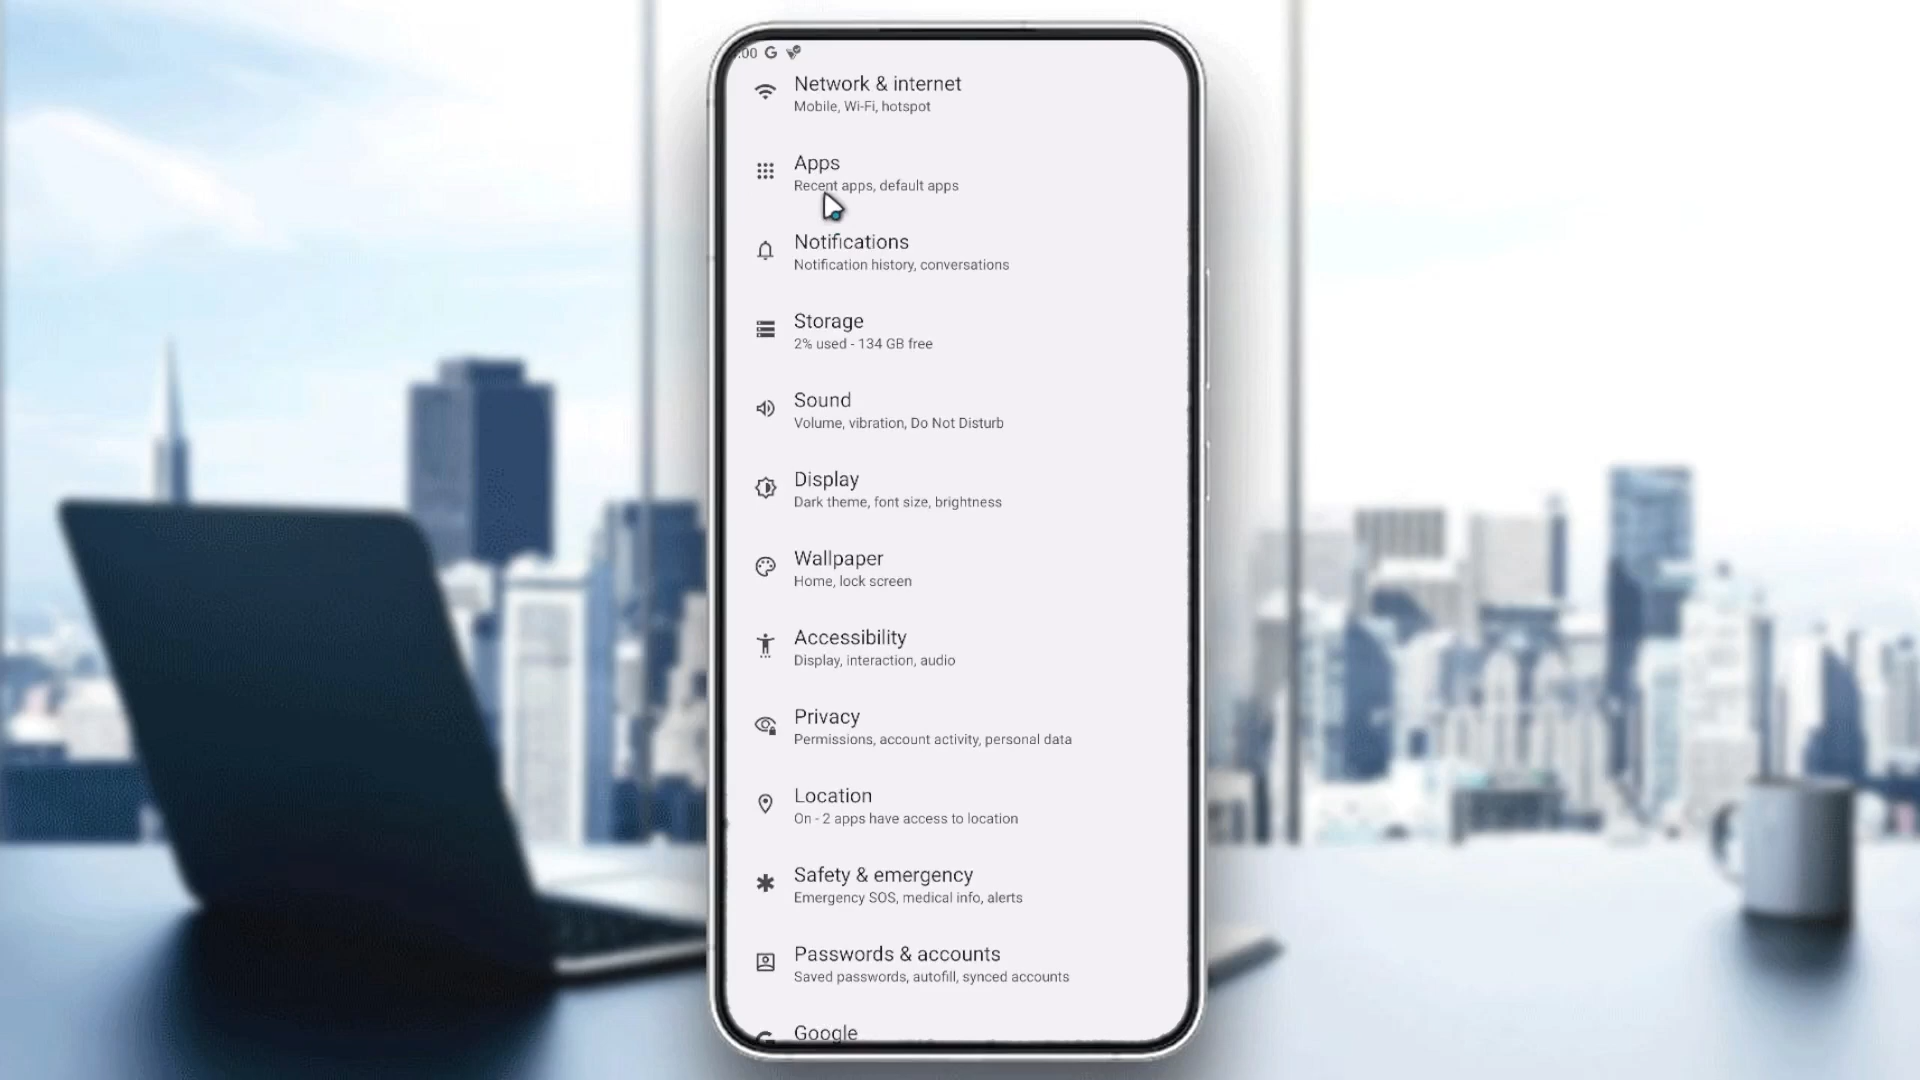 :00 G
Network & internet
Mobile, Wi-Fi, hotspot
Apps
Recent apps, default apps
Notifications
Notification history, conversations
Storage
2% used - 134 GB free
Sound
Volume, vibration, Do Not Disturb
Display
Dark theme, font size, brightness
Wallpaper
Home, lock screen
Accessibility
Display, interaction, audio
Privacy
Permissions, account activity, personal data
Location
On - 2 apps have access to location
Safety & emergency
Emergency SOS, medical info, alerts
Passwords & accounts
Saved passwords, autofill, synced accounts
Google